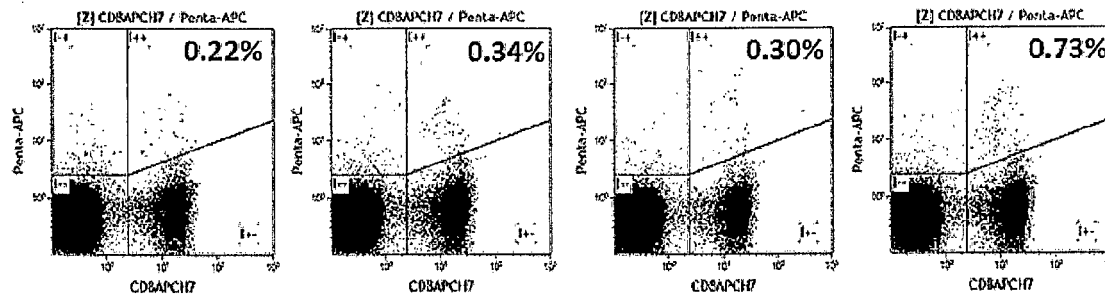 [Z] CD8APCH7 / Penta-APC [Z] CD8APCH7 / Penta-APC [Z] CD8APCH7 / Penta-APC [Z] CD8APCH7 / Penta-APC
0.22% 0.34% 0.30% 0.73%
Penta-APC Penta-APC Penta-APC Penta-APC
I-+ I++ I-+ I++ I-+ I++ I-+ I++
I-- I+- I-- I+- I-- I+- I-- I+-
CD8APCH7 CD8APCH7 CD8APCH7 CD8APCH7